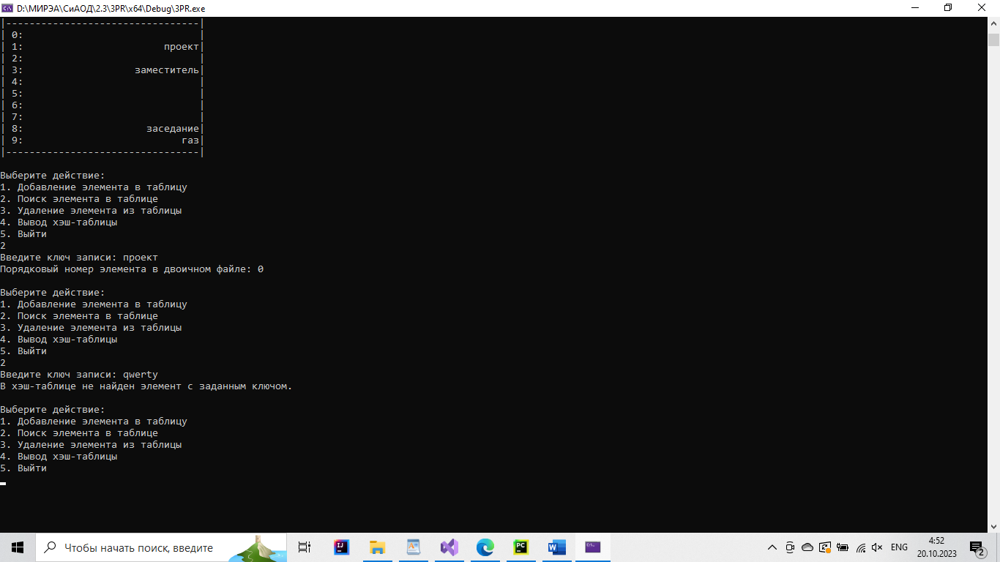 D:\МИРЭА\СиАОД\2.3\3PR\x64\Debug\3PR.exe
|---------------------------------|
| 0: |
| 1: проект|
| 2: |
| 3: заместитель|
| 4: |
| 5: |
| 6: |
| 7: |
| 8: заседание|
| 9: газ|
|---------------------------------|
Выберите действие:
1. Добавление элемента в таблицу
2. Поиск элемента в таблице
3. Удаление элемента из таблицы
4. Вывод хэш-таблицы
5. Выйти
2
Введите ключ записи: проект
Порядковый номер элемента в двоичном файле: 0
Выберите действие:
1. Добавление элемента в таблицу
2. Поиск элемента в таблице
3. Удаление элемента из таблицы
4. Вывод хэш-таблицы
5. Выйти
2
Введите ключ записи: qwerty
В хэш-таблице не найден элемент с заданным ключом.
Выберите действие:
1. Добавление элемента в таблицу
2. Поиск элемента в таблице
3. Удаление элемента из таблицы
4. Вывод хэш-таблицы
5. Выйти
Чтобы начать поиск, введите
ENG
4:52
20.10.2023
2